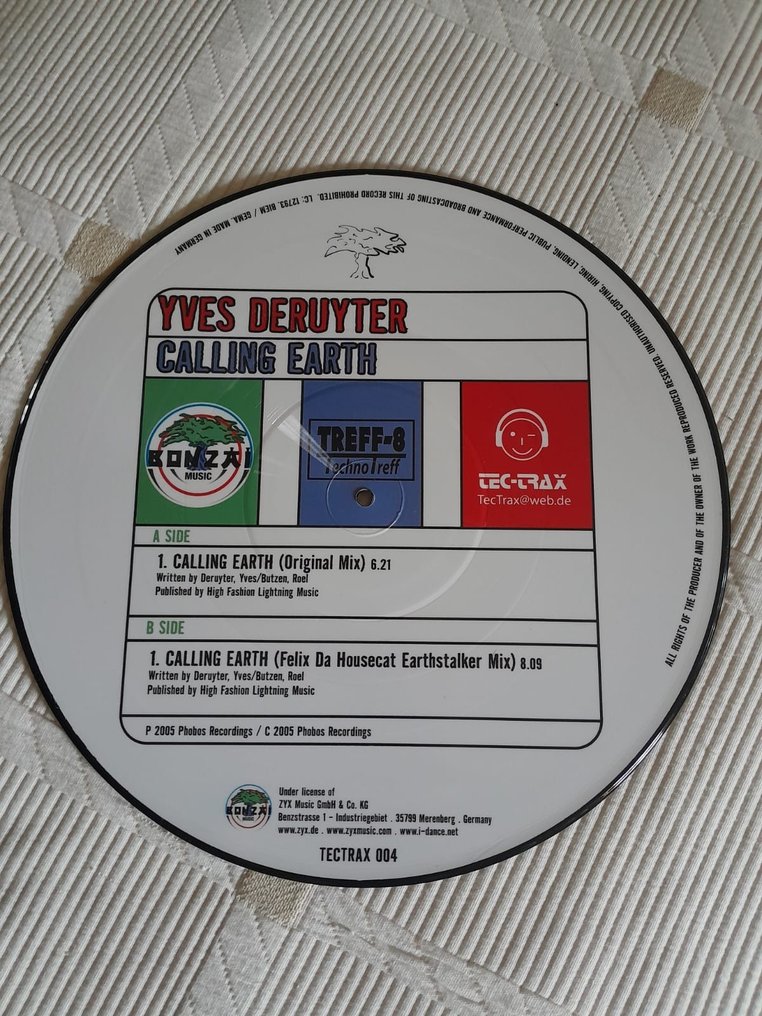 ALL RIGHTS OF THE PRODUCER AND OF THE OWNER OF THE WORK REPRODUCED RESERVED. UNAUTHORISED COPYING, HIRING, LENDING, PUBLIC PERFORMANCE AND BROADCASTING OF THIS RECORD PROHIBITED. LC: 12793. BIEM / GEMA. MADE IN GERMANY
YVES DERUYTER
CALLING EARTH
BONZAI
MUSIC
TREFF-8
TechnoTreff
TEC-TRAX
TecTrax@web.de
A SIDE
1. CALLING EARTH (Original Mix) 6.21
Written by Deruyter, Yves/Butzen, Roel
Published by High Fashion Lightning Music
B SIDE
1. CALLING EARTH (Felix Da Housecat Earthstalker Mix) 8.09
Written by Deruyter, Yves/Butzen, Roel
Published by High Fashion Lightning Music
P 2005 Phobos Recordings / C 2005 Phobos Recordings
BONZAI
MUSIC
Under license of
ZYX Music GmbH & Co. KG
Benzstrasse 1 - Industriegebiet . 35799 Merenberg . Germany
www.zyx.de . www.zyxmusic.com . www.i-dance.net
TECTRAX 004